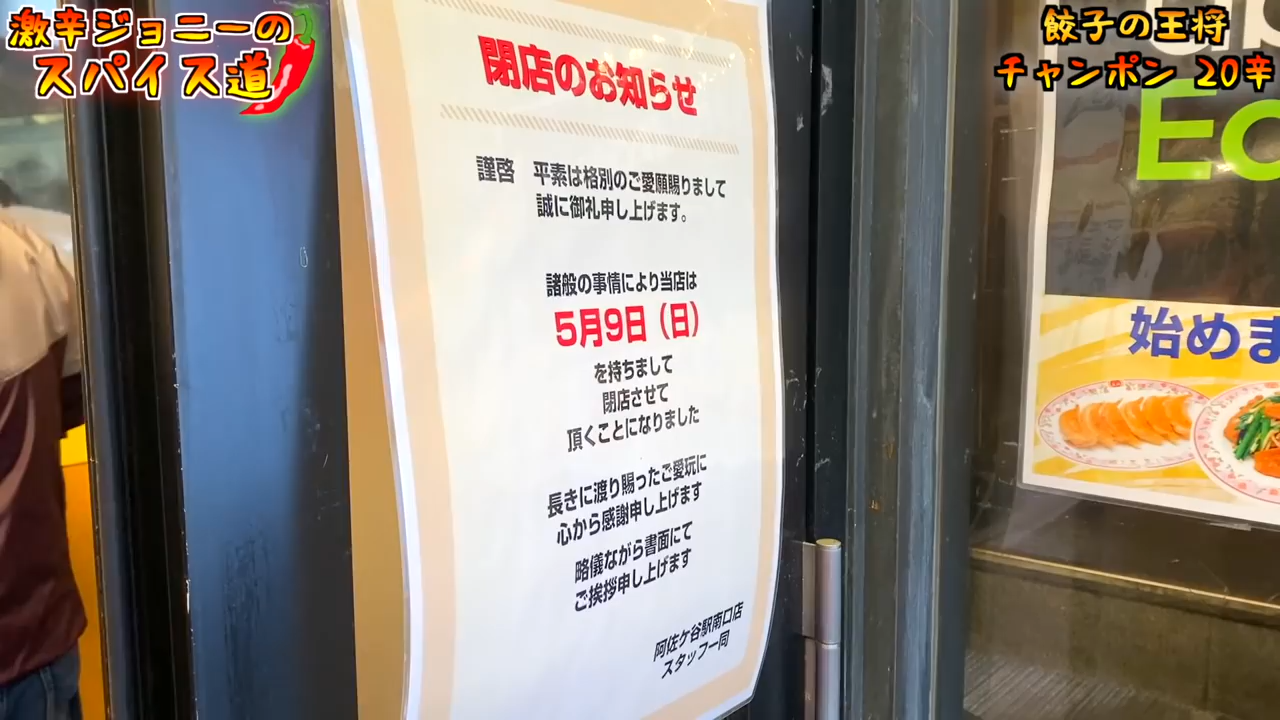 激辛ジョニーの
スパイス道
餃子の王将
チャンポン 20辛
閉店のお知らせ
謹啓 平素は格別のご愛願賜りまして
誠に御礼申し上げます。
諸般の事情により当店は
5月9日（日）
を持ちまして
閉店させて
頂くことになりました
長きに渡り賜ったご愛玩に
心から感謝申し上げます
略儀ながら書面にて
ご挨拶申し上げます
阿佐ケ谷駅南口店
スタッフ一同
始めま